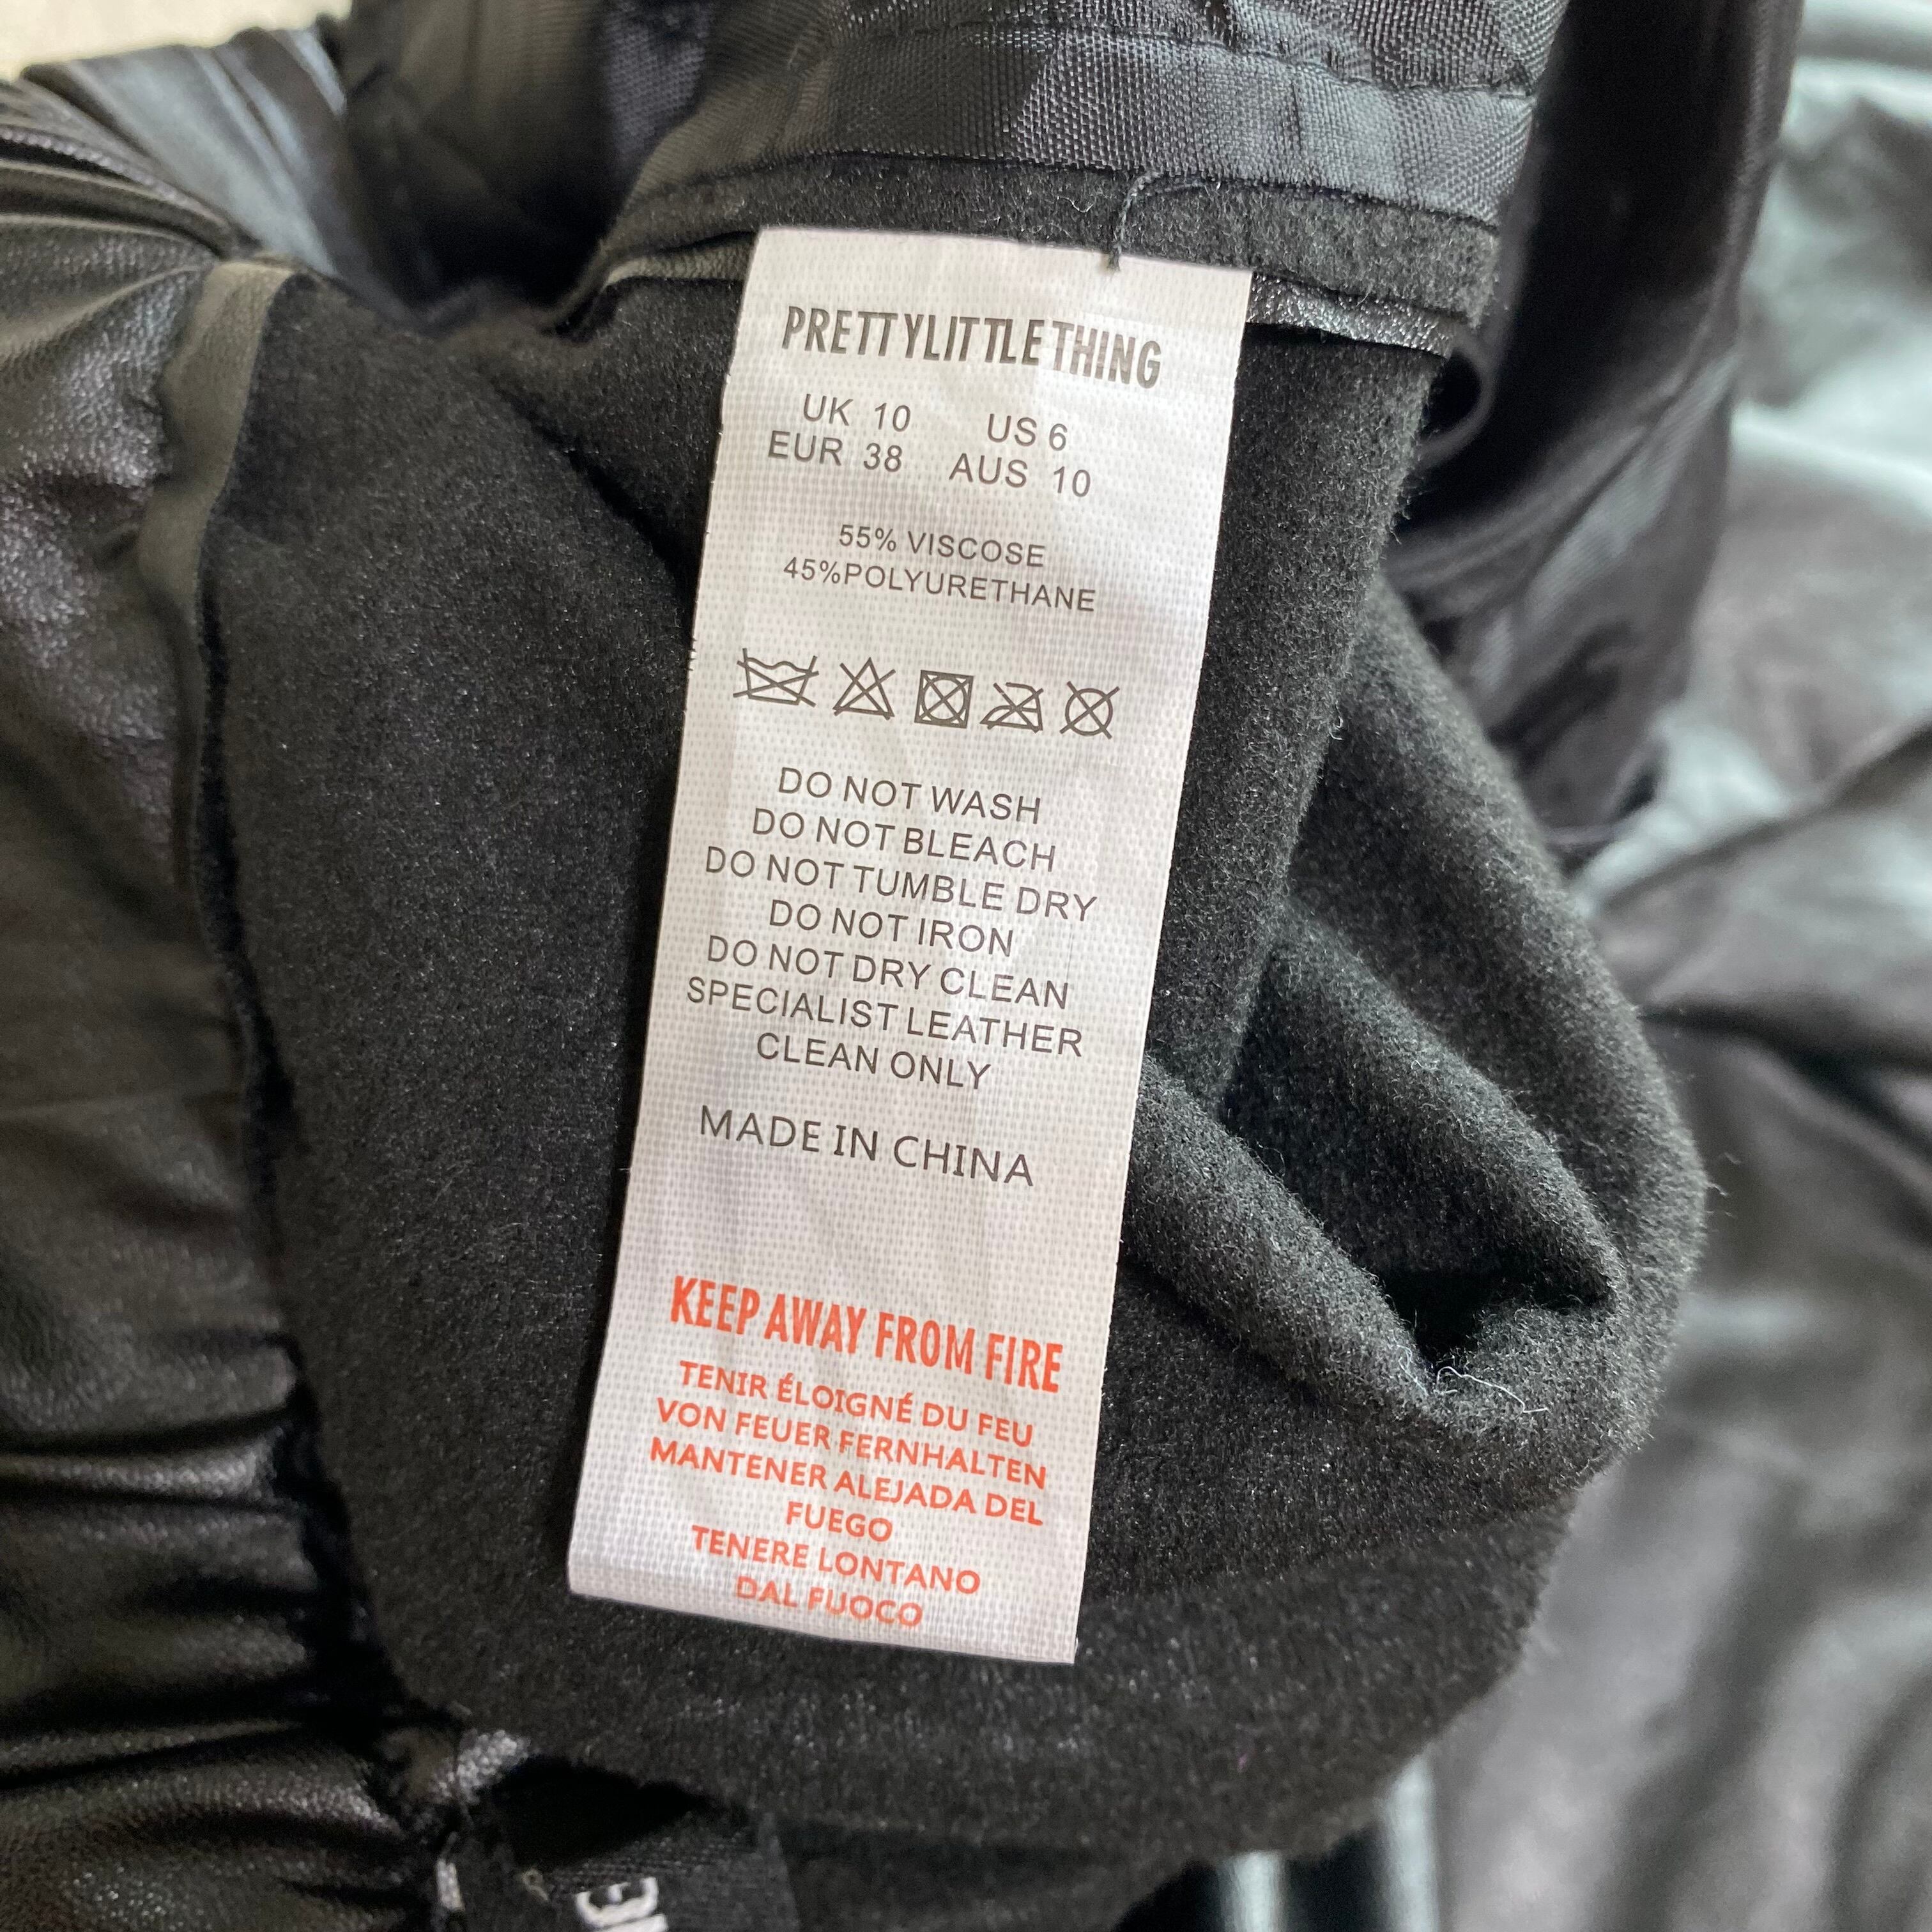 PRETTYLITTLETHING
UK 10 US 6
EUR 38 AUS 10
55% VISCOSE
45%POLYURETHANE
DO NOT WASH
DO NOT BLEACH
DO NOT TUMBLE DRY
DO NOT IRON
DO NOT DRY CLEAN
SPECIALIST LEATHER
CLEAN ONLY
MADE IN CHINA
KEEP AWAY FROM FIRE
TENIR ÉLOIGNÉ DU FEU
VON FEUER FERNHALTEN
MANTENER ALEJADA DEL
FUEGO
TENERE LONTANO
DAL FUOCO